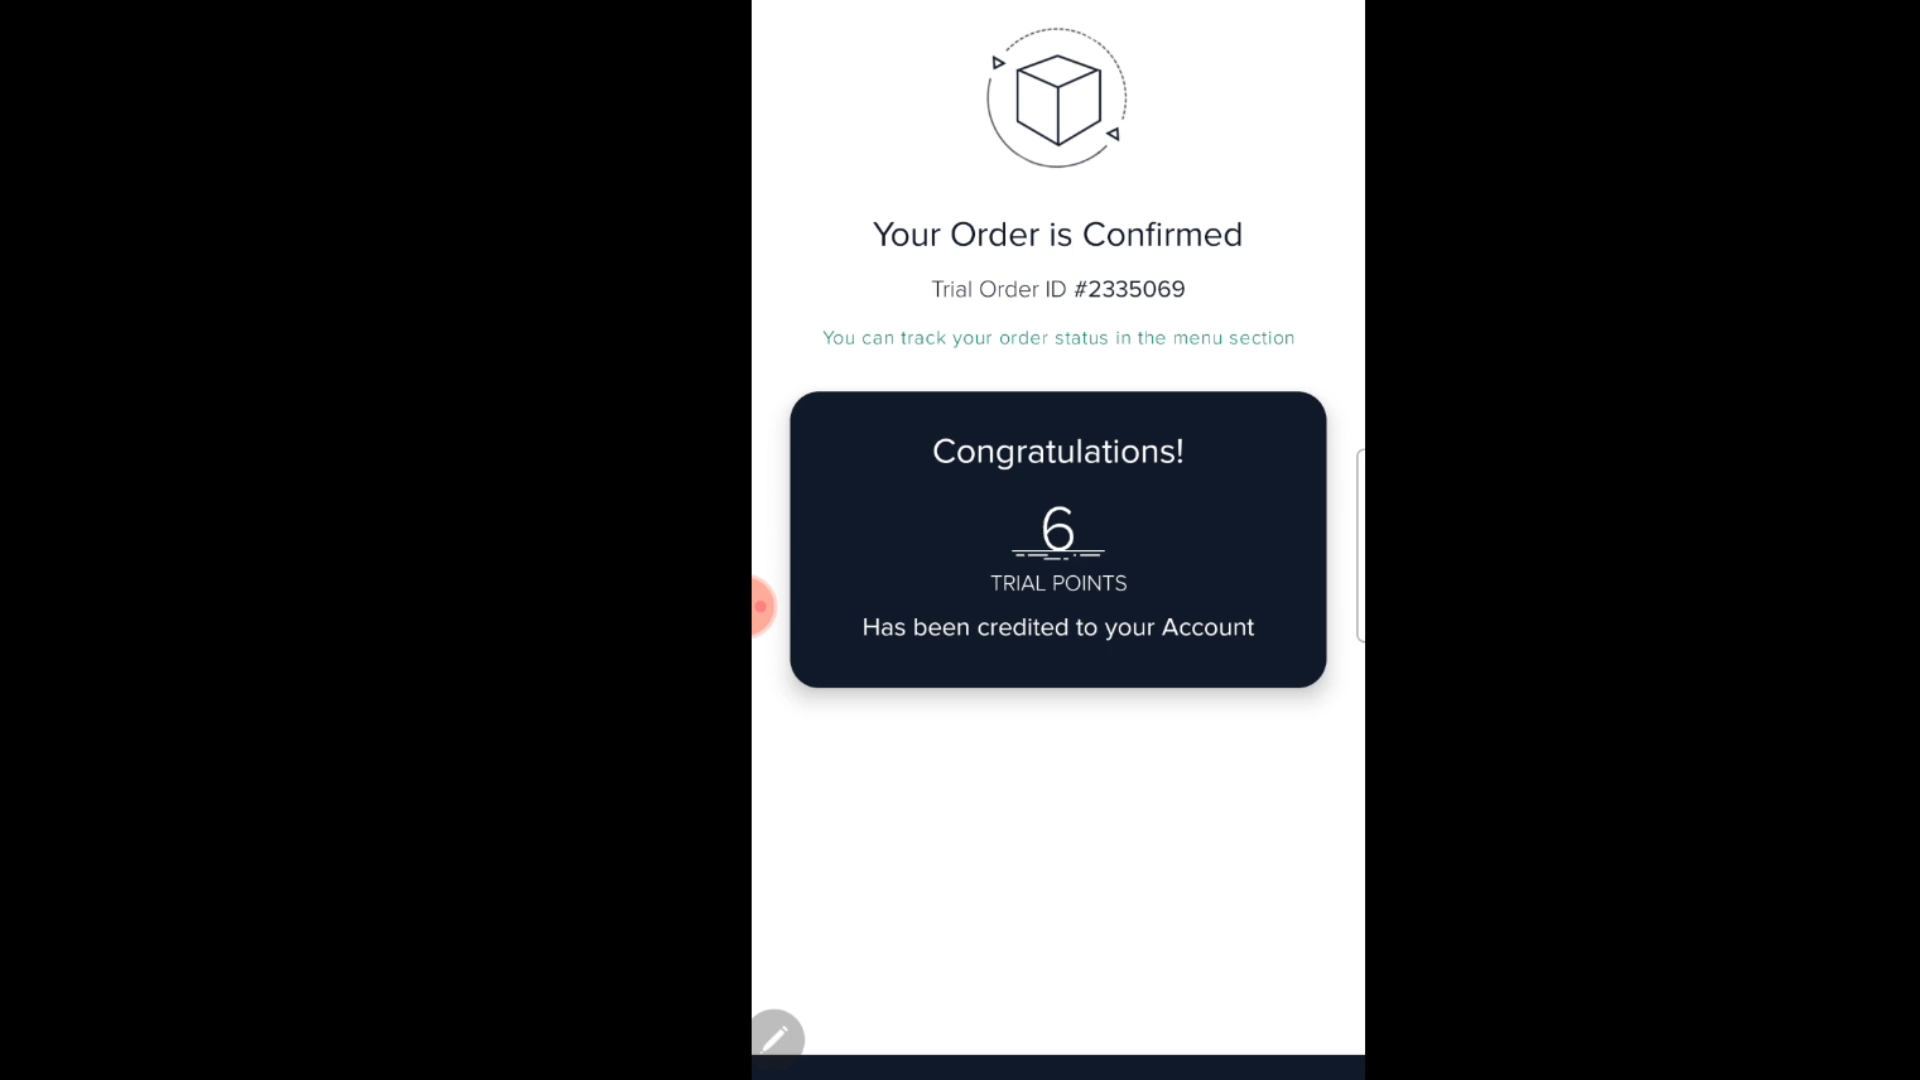 Your Order is Confirmed
Trial Order ID #2335069
You can track your order status in the menu section
Congratulations!
6
TRIAL POINTS
Has been credited to your Account